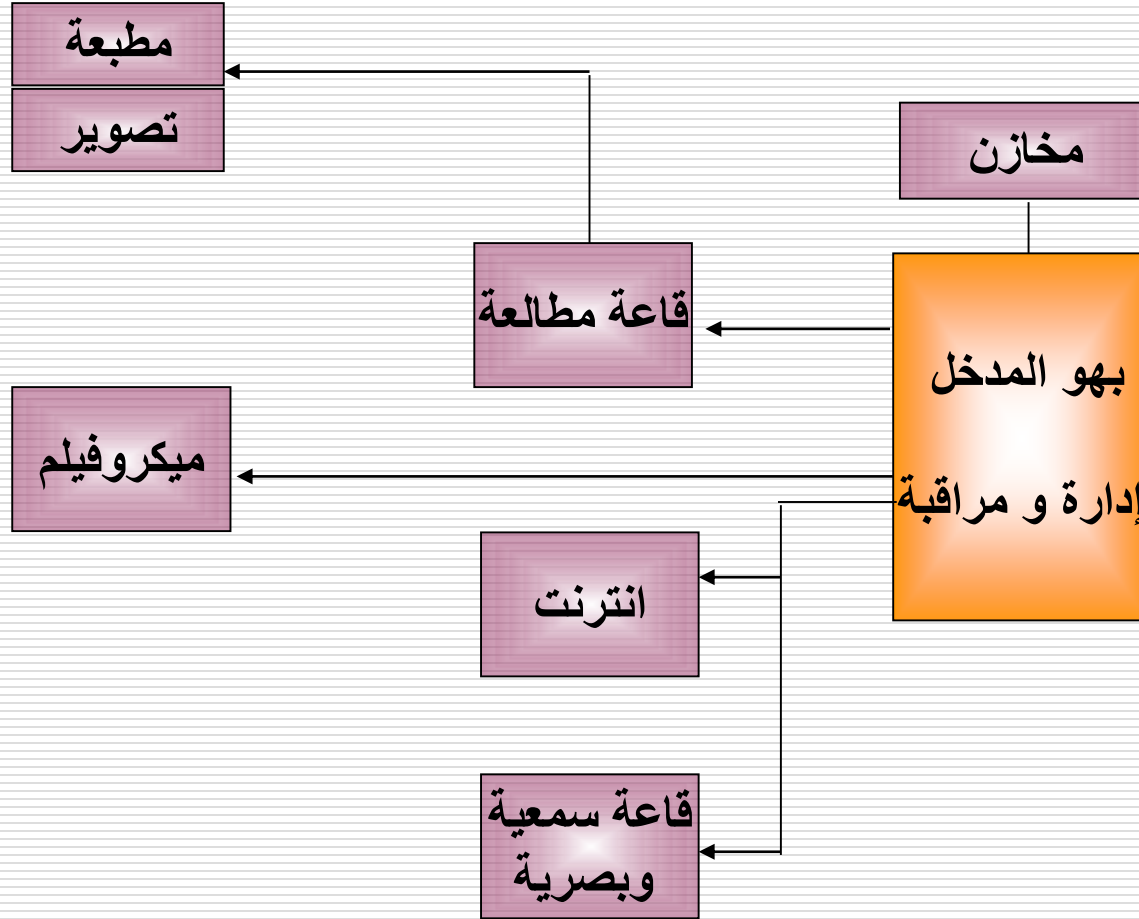 مطبعة
تصوير
مخازن
قاعة مطالعة
بهو المدخل
إدارة و مراقبة
ميكروفيلم
انترنت
قاعة سمعية
وبصرية